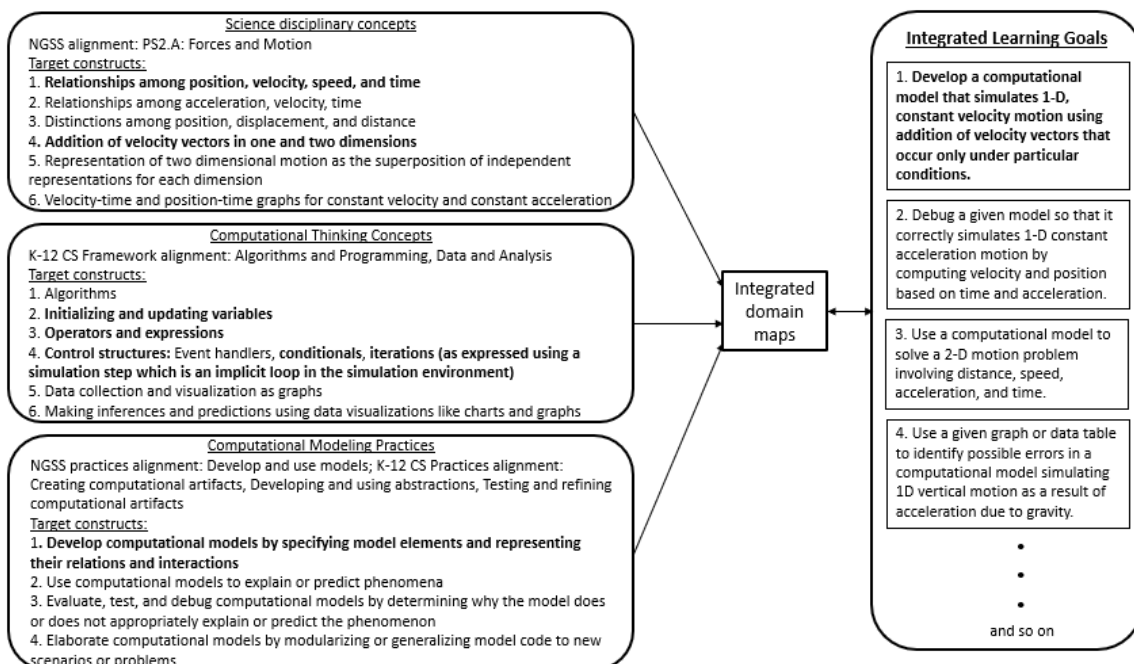 Science disciplinary concepts
NGSS alignment: PS2.A: Forces and Motion
Target constructs:
1. Relationships among position, velocity, speed, and time
2. Relationships among acceleration, velocity, time
3. Distinctions among position, displacement, and distance
4. Addition of velocity vectors in one and two dimensions
5. Representation of two dimensional motion as the superposition of independent
representations for each dimension
6. Velocity-time and position-time graphs for constant velocity and constant acceleration
Computational Thinking Concepts
K-12 CS Framework alignment: Algorithms and Programming, Data and Analysis
Target constructs:
1. Algorithms
2. Initializing and updating variables
3. Operators and expressions
4. Control structures: Event handlers, conditionals, iterations (as expressed using a
simulation step which is an implicit loop in the simulation environment)
5. Data collection and visualization as graphs
6. Making inferences and predictions using data visualizations like charts and graphs
Computational Modeling Practices
NGSS practices alignment: Develop and use models; K-12 CS Practices alignment:
Creating computational artifacts, Developing and using abstractions, Testing and refining
computational artifacts
Target constructs:
1. Develop computational models by specifying model elements and representing
their relations and interactions
2. Use computational models to explain or predict phenomena
3. Evaluate, test, and debug computational models by determining why the model does
or does not appropriately explain or predict the phenomenon
4. Elaborate computational models by modularizing or generalizing model code to new
scenarios or problems
Integrated
domain
maps
Integrated Learning Goals
1. Develop a computational
model that simulates 1-D,
constant velocity motion using
addition of velocity vectors that
occur only under particular
conditions.
2. Debug a given model so that it
correctly simulates 1-D constant
acceleration motion by
computing velocity and position
based on time and acceleration.
3. Use a computational model to
solve a 2-D motion problem
involving distance, speed,
acceleration, and time.
4. Use a given graph or data table
to identify possible errors in a
computational model simulating
1D vertical motion as a result of
acceleration due to gravity.
and so on